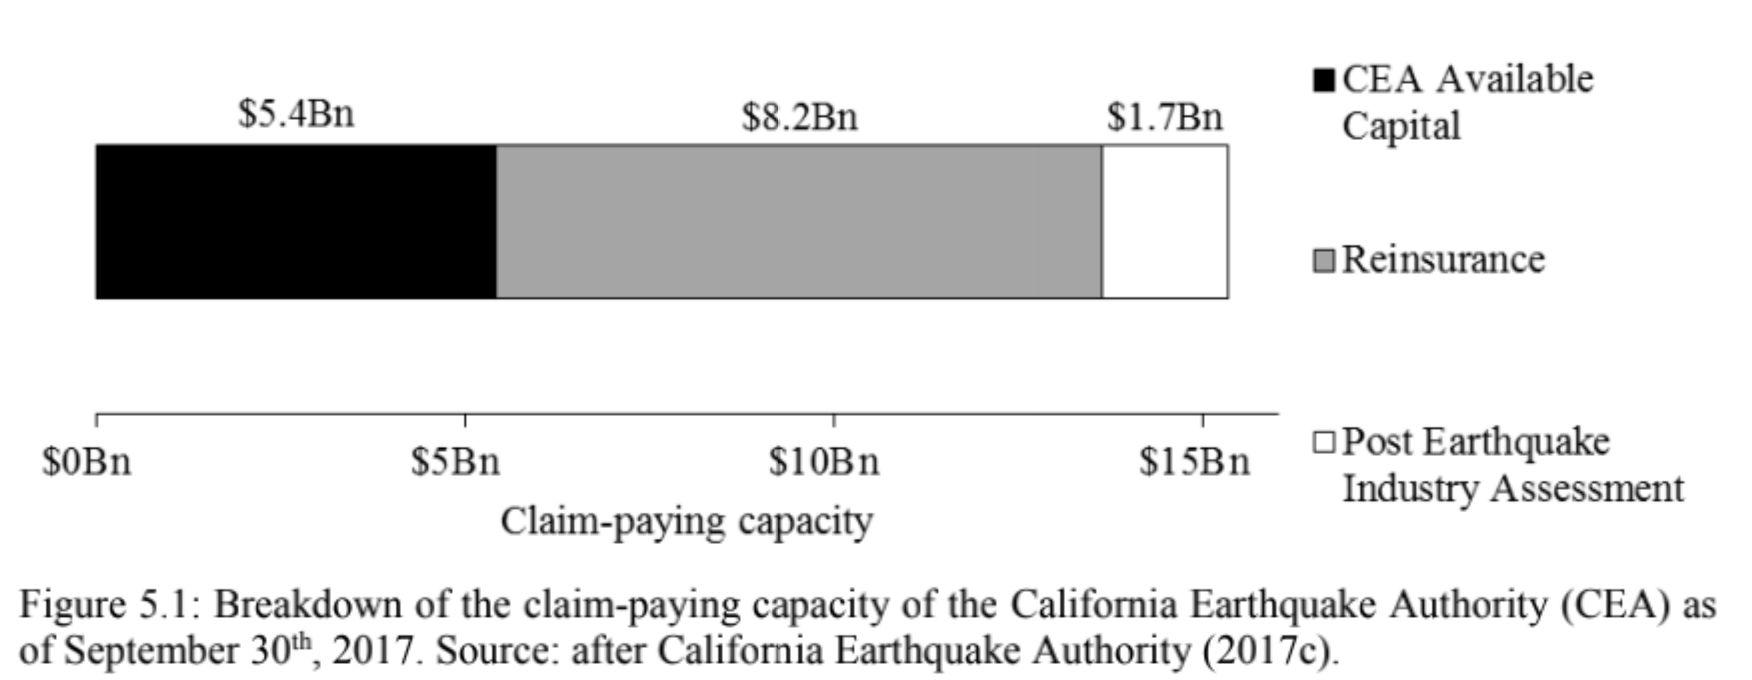 $5.4Bn $8.2Bn $1.7Bn
CEA Available
Capital
Reinsurance
Post Earthquake
Industry Assessment
$0Bn $5Bn $10Bn $15Bn
Claim-paying capacity
Figure 5.1: Breakdown of the claim-paying capacity of the California Earthquake Authority (CEA) as
of September 30th, 2017. Source: after California Earthquake Authority (2017c).